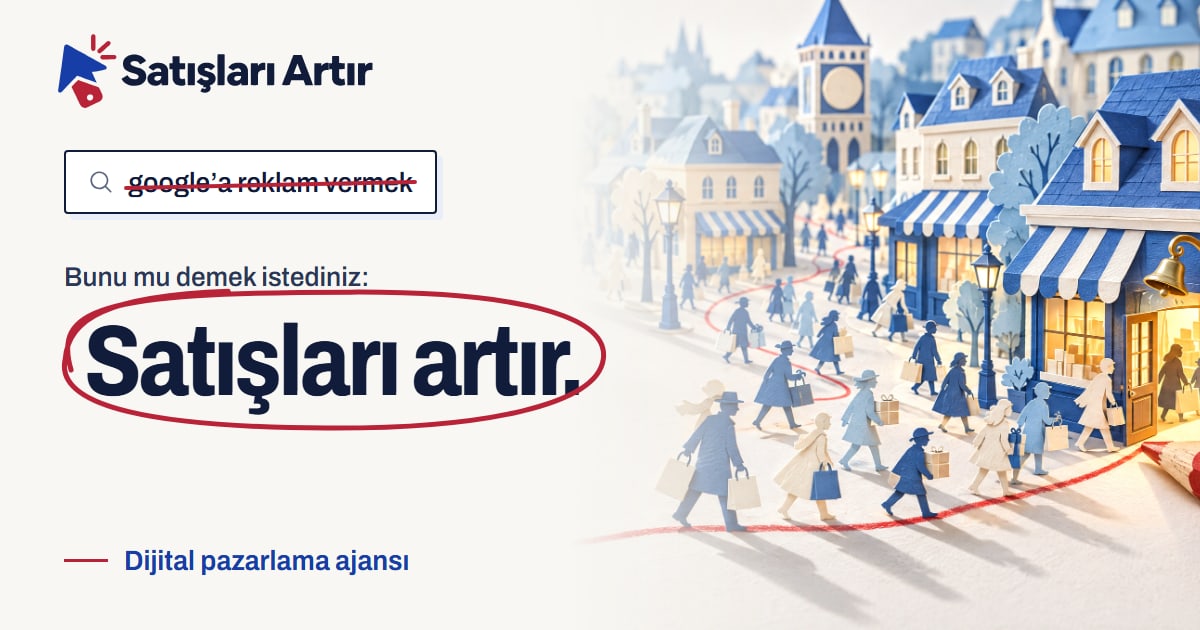 Satışları Artır
google’a reklam vermek
Bunu mu demek istediniz:
Satışları artır.
Dijital pazarlama ajansı